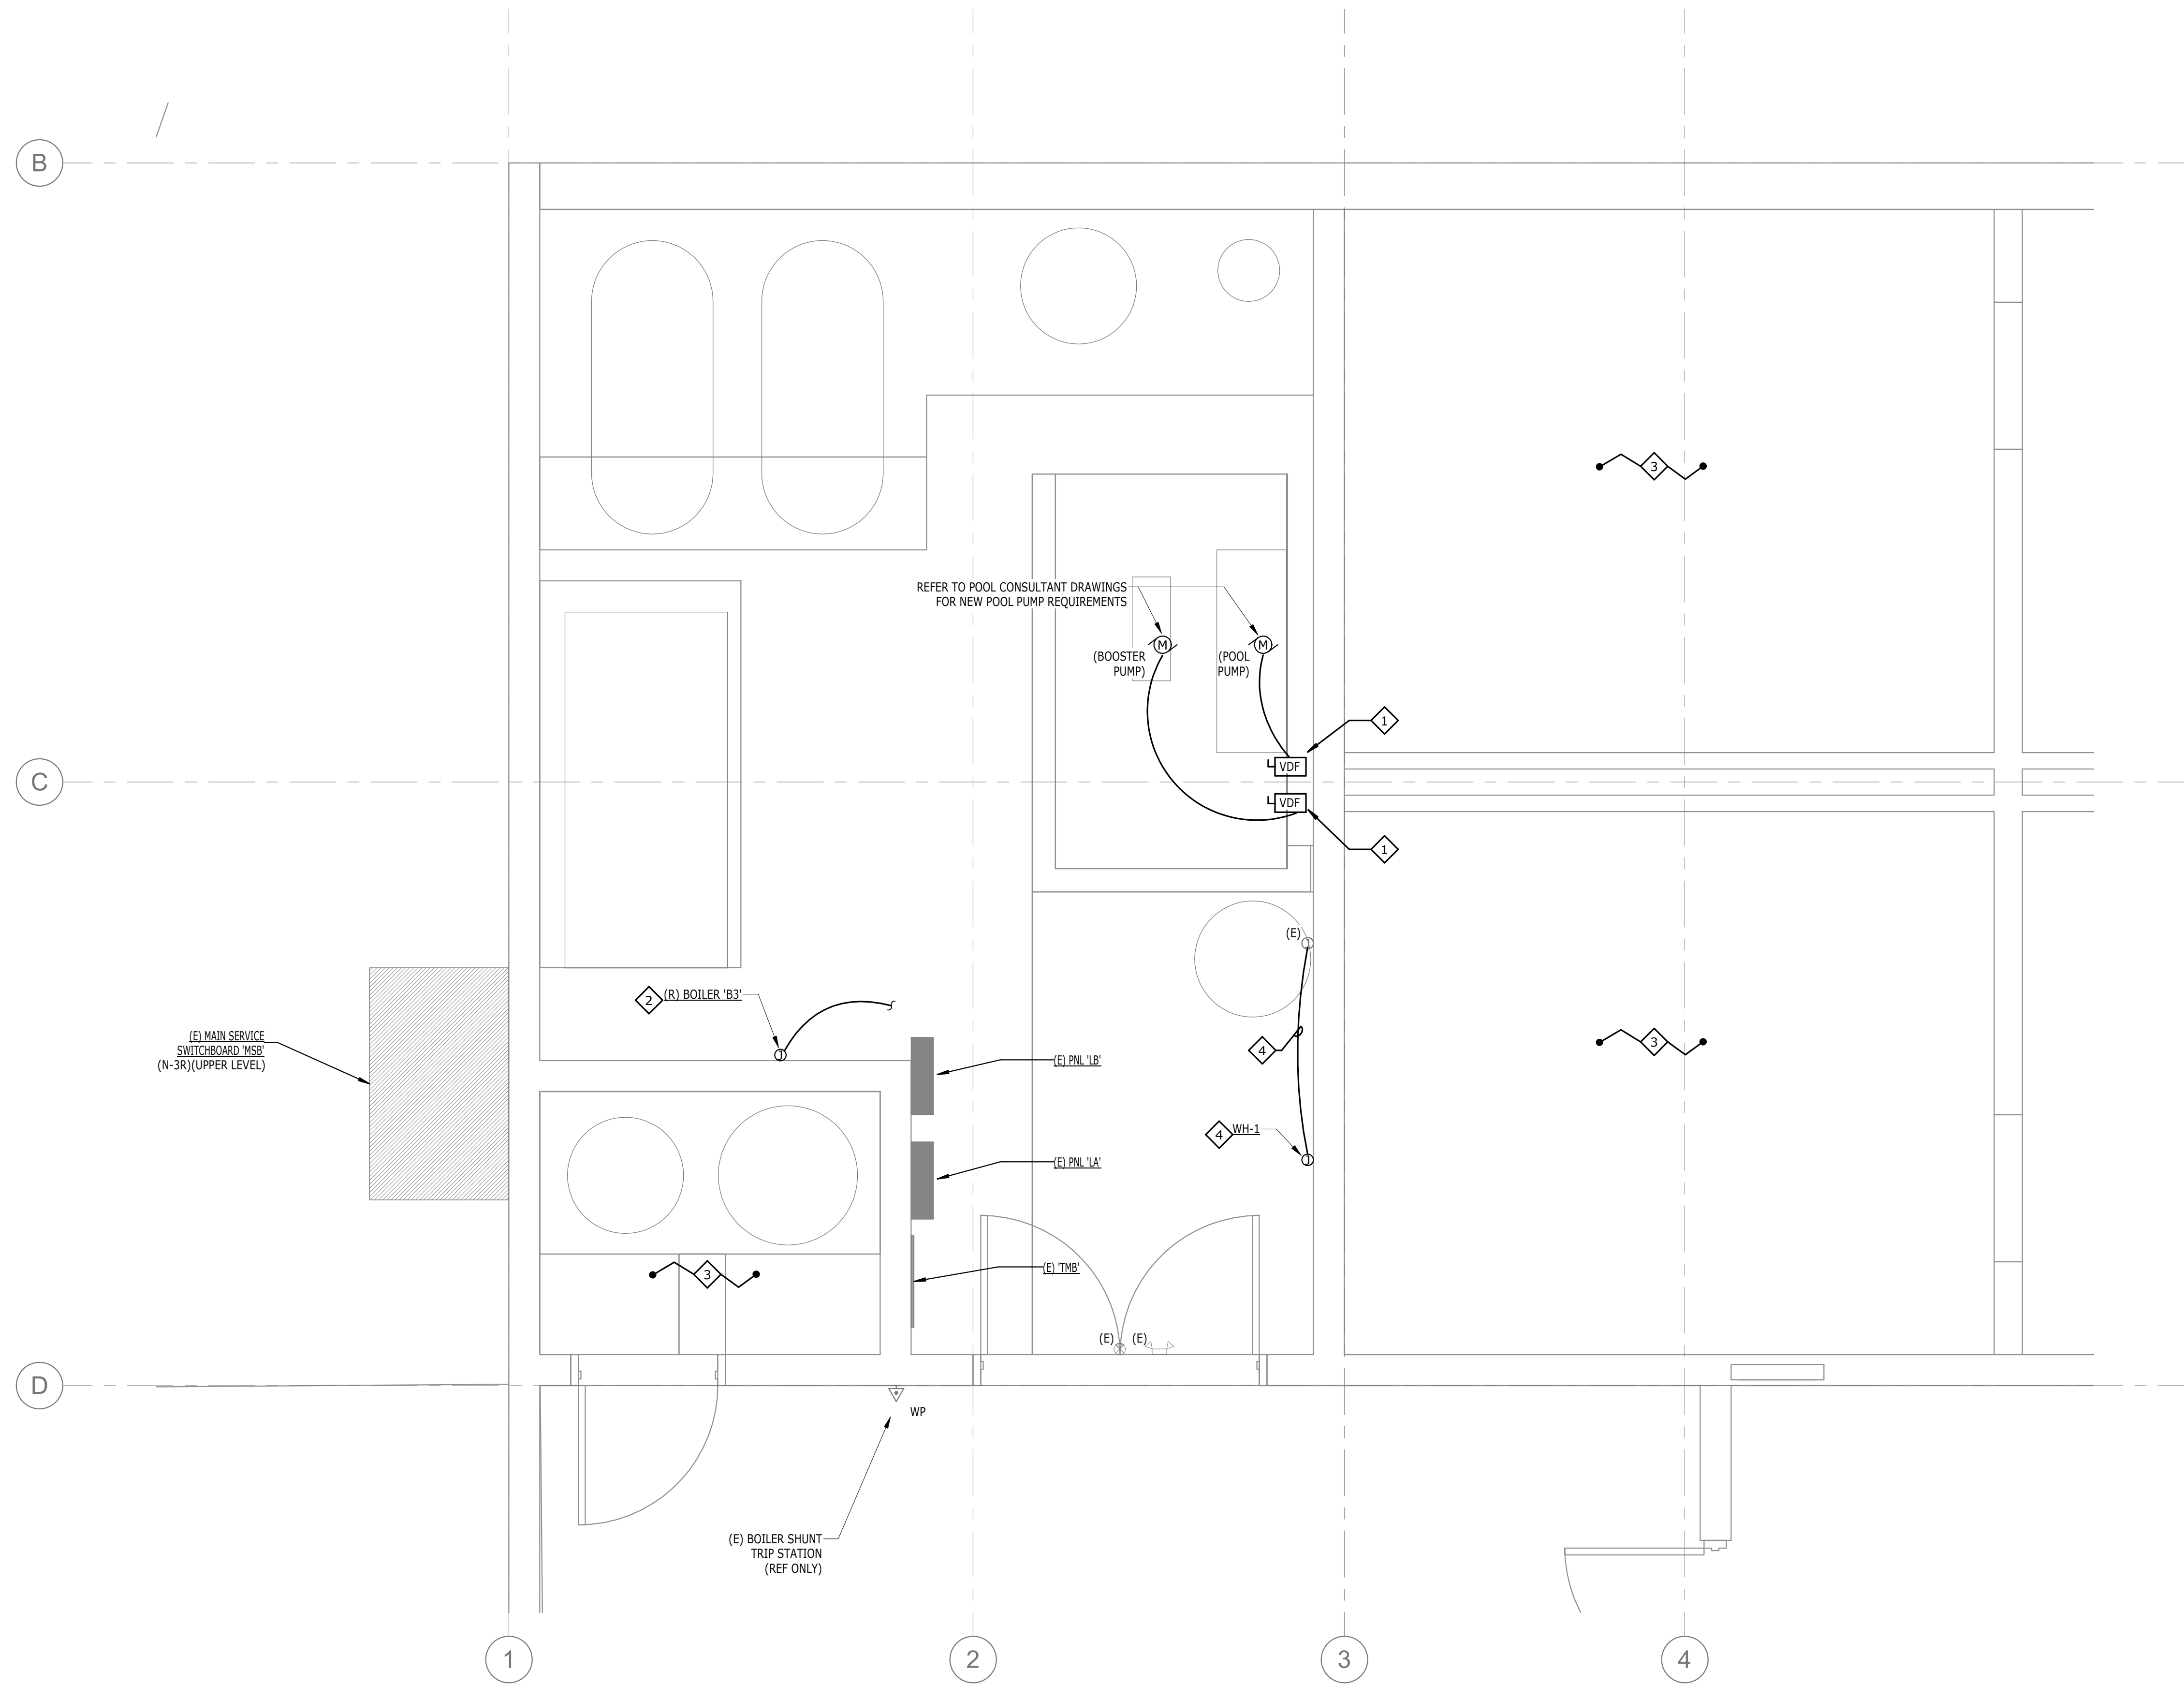 B
3
REFER TO POOL CONSULTANT DRAWINGS
FOR NEW POOL PUMP REQUIREMENTS
M
M
(BOOSTER
PUMP)
(POOL
PUMP)
1
VDF
C
VDF
1
(E)
2
(R) BOILER 'B3'
J
(E) MAIN SERVICE
SWITCHBOARD 'MSB'
(N-3R)(UPPER LEVEL)
(E) PNL 'LB'
4
3
4
WH-1
J
(E) PNL 'LA'
3
(E) 'TMB'
(E)
(E)
D
WP
(E) BOILER SHUNT
TRIP STATION
(REF ONLY)
1
2
3
4